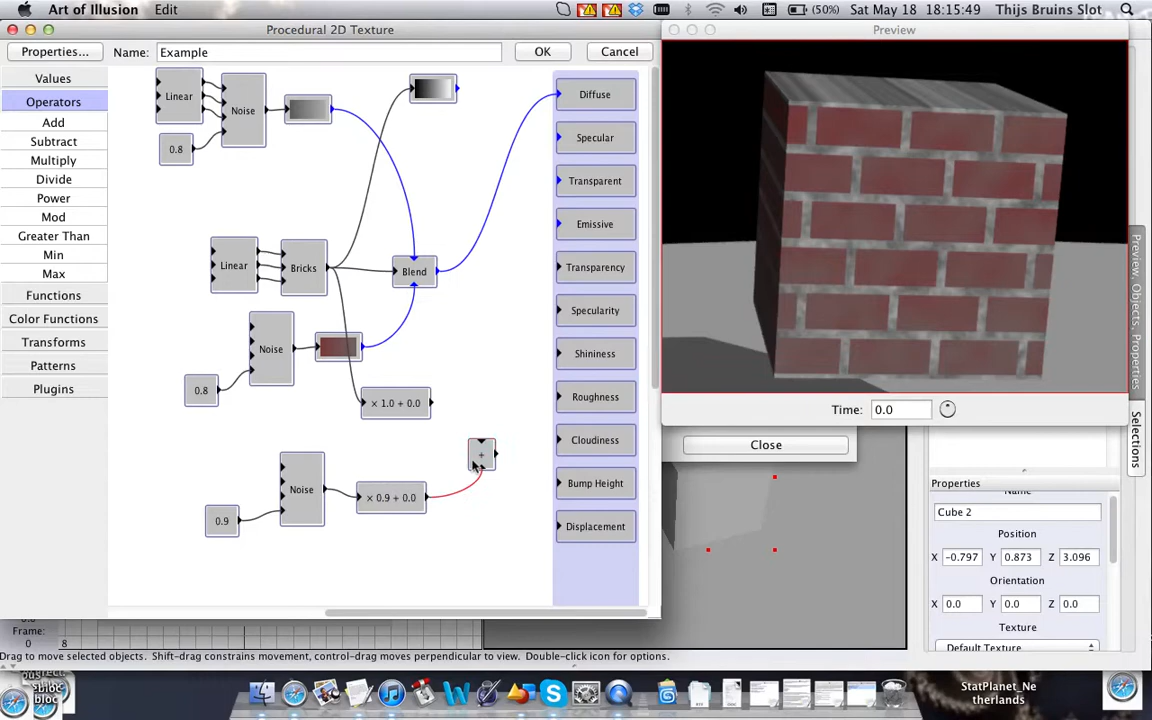 Art of Illusion Edit
(50%) Sat May 18 18:15:49 Thijs Bruins Slot
Procedural 2D Texture
Preview
Properties... Name: Example OK Cancel
Values
Operators
Add
Subtract
Multiply
Divide
Power
Mod
Greater Than
Min
Max
Functions
Color Functions
Transforms
Patterns
Plugins
Linear
Noise
0.8
Linear
Bricks
Blend
Noise
0.8
× 1.0 + 0.0
+
Noise
× 0.9 + 0.0
0.9
Diffuse
Specular
Transparent
Emissive
Transparency
Specularity
Shininess
Roughness
Cloudiness
Bump Height
Displacement
Time: 0.0
Close
Preview, Objects, Properties
Selections
Properties
Name
Cube 2
Position
X -0.797 Y 0.873 Z 3.096
Orientation
X 0.0 Y 0.0 Z 0.0
Texture
Default Texture
Frame:
0 8
Drag to move selected objects. Shift-drag constrains movement, control-drag moves perpendicular to view. Double-click icon for options.
StatPlanet_Ne
therlands